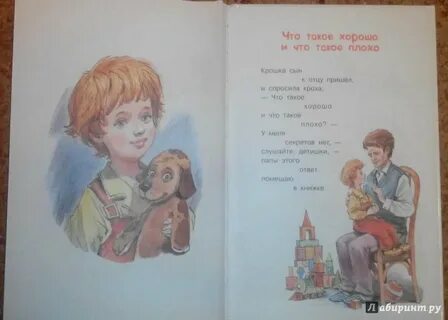 Что такое хорошо
и что такое плохо
Крошка сын
к отцу пришёл,
и спросила кроха:
— Что такое
хорошо
и что такое
плохо? —
У меня
секретов нет, —
слушайте, детишки, —
папы этого
ответ
помещаю
в книжке.
Лабиринт.ру